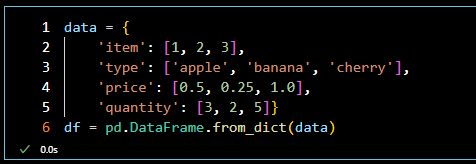 1 data = {
2     'item': [1, 2, 3],
3     'type': ['apple', 'banana', 'cherry'],
4     'price': [0.5, 0.25, 1.0],
5     'quantity': [3, 2, 5]}
6 df = pd.DataFrame.from_dict(data)
✓ 0.0s